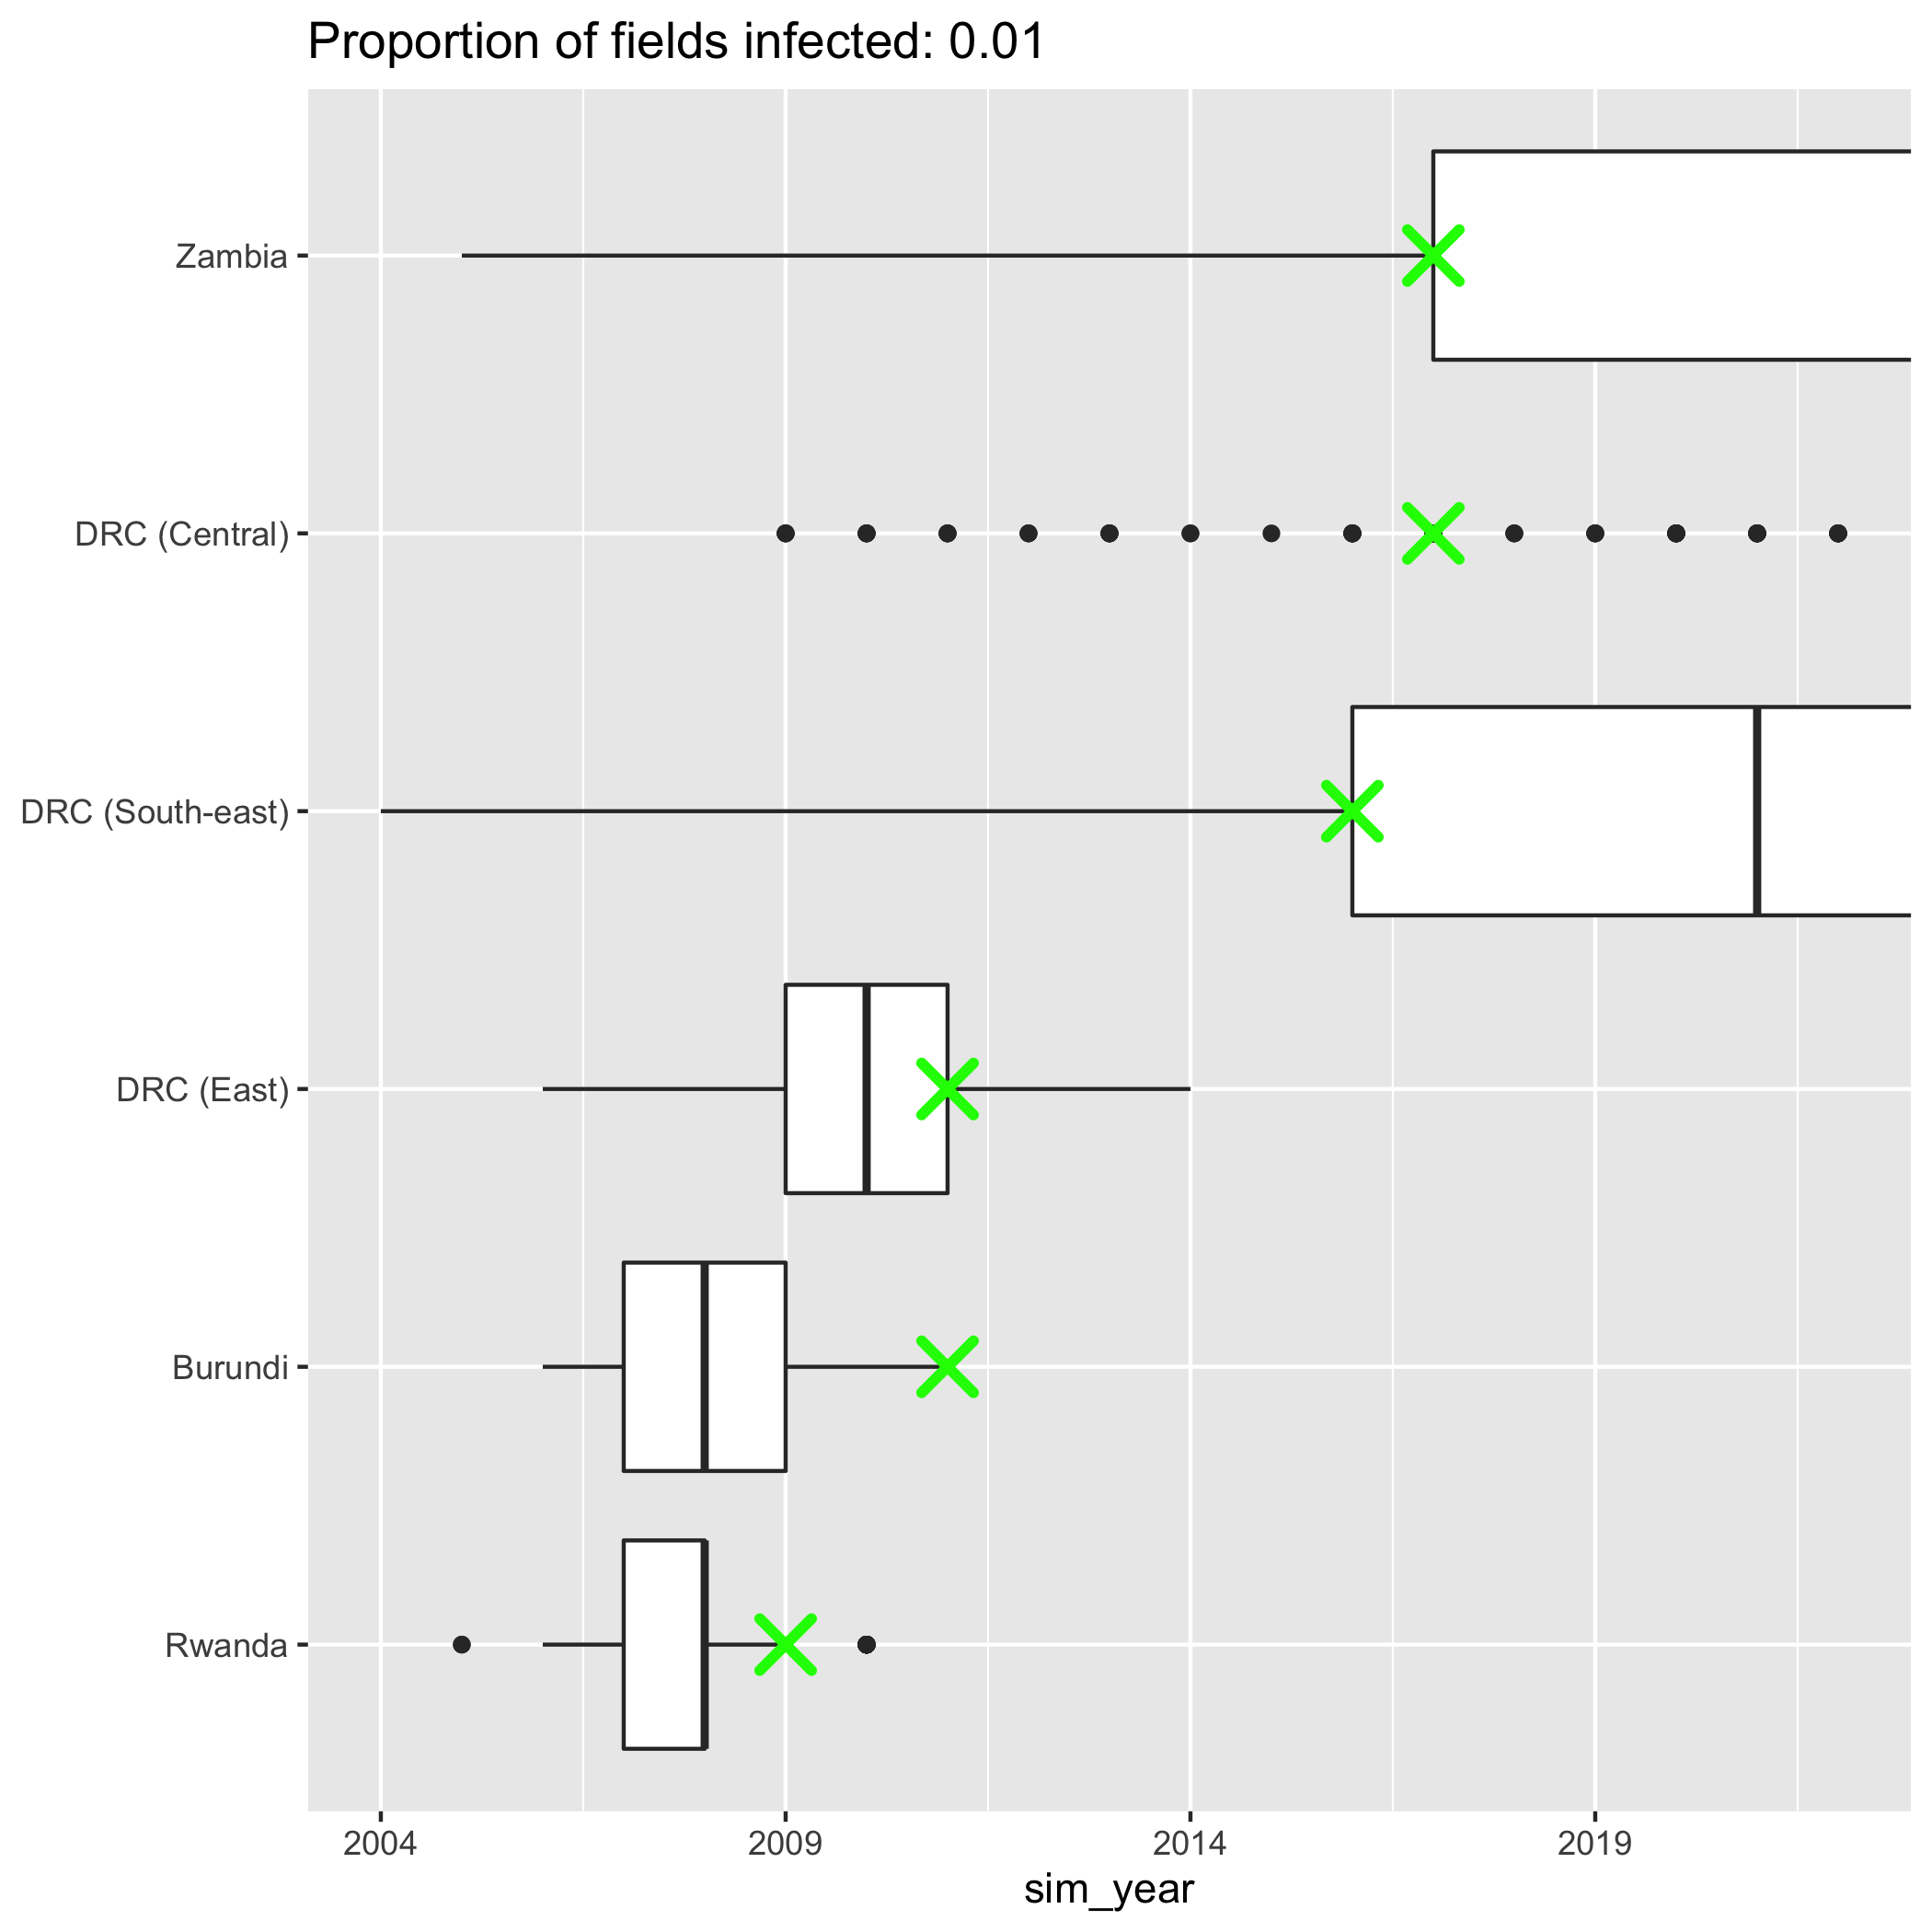 Proportion of fields infected: 0.01
Zambia
DRC (Central)
DRC (South-east)
DRC (East)
Burundi
Rwanda
2004 2009 2014 2019
sim_year